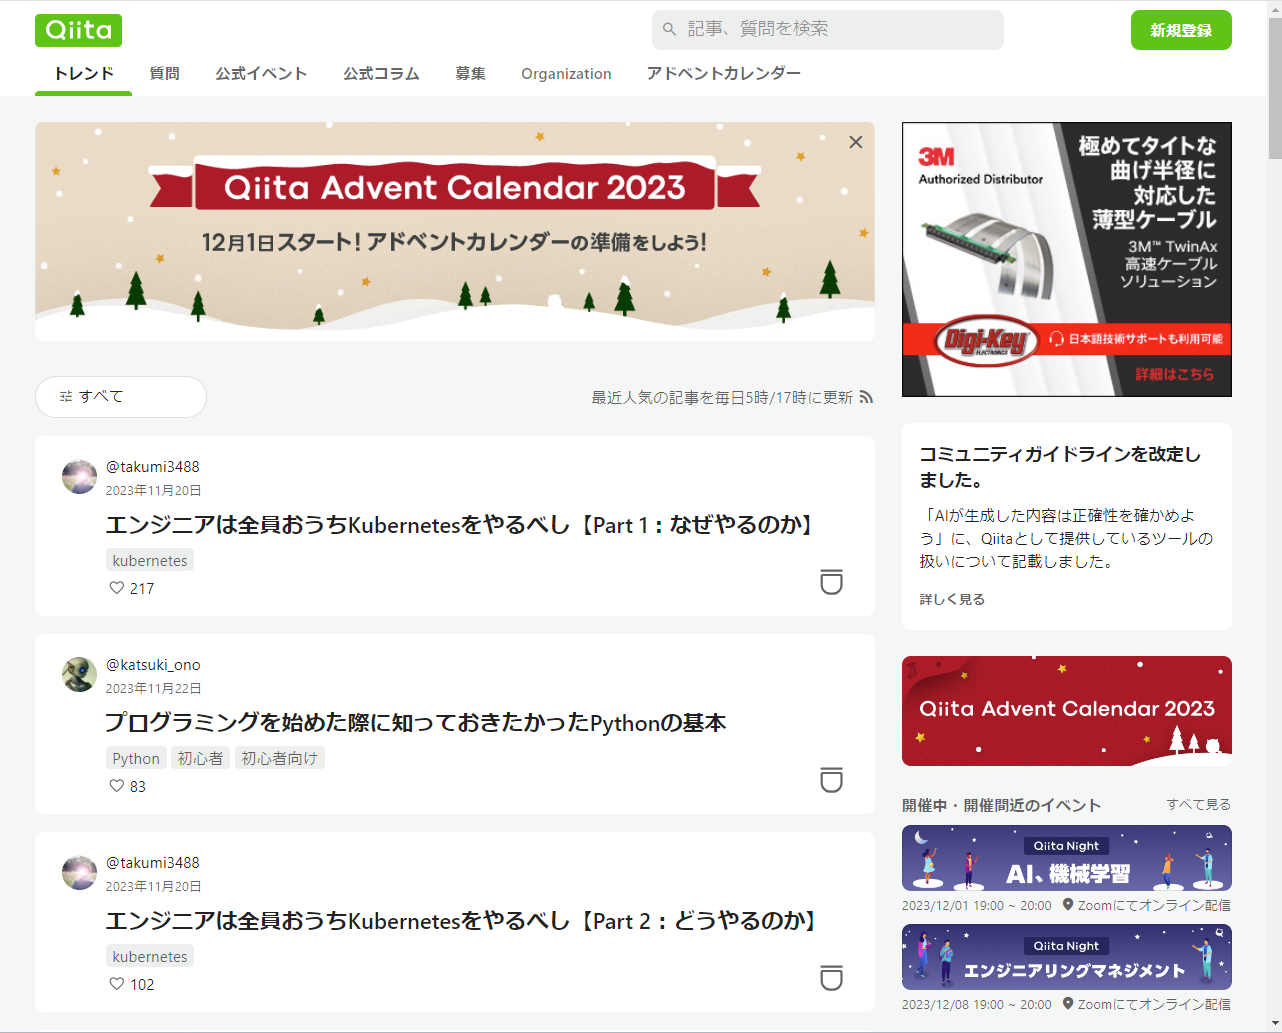 Qiita
記事、質問を検索
新規登録
トレンド
質問
公式イベント
公式コラム
募集
Organization
アドベントカレンダー
Qiita Advent Calendar 2023
12月1日スタート！アドベントカレンダーの準備をしよう！
すべて
最近人気の記事を毎日5時/17時に更新
@takumi3488
2023年11月20日
エンジニアは全員おうちKubernetesをやるべし【Part 1：なぜやるのか】
kubernetes
217
@katsuki_ono
2023年11月22日
プログラミングを始めた際に知っておきたかったPythonの基本
Python
初心者
初心者向け
83
@takumi3488
2023年11月20日
エンジニアは全員おうちKubernetesをやるべし【Part 2：どうやるのか】
kubernetes
102
3M
Authorized Distributor
極めてタイトな
曲げ半径に
対応した
薄型ケーブル
3M™ TwinAx
高速ケーブル
ソリューション
Digi-Key
ELECTRONICS
日本語技術サポートも利用可能
詳細はこちら
コミュニティガイドラインを改定し
ました。
「AIが生成した内容は正確性を確かめよ
う」に、Qiitaとして提供しているツールの
扱いについて記載しました。
詳しく見る
Qiita Advent Calendar 2023
開催中・開催間近のイベント
すべて見る
Qiita Night
AI、機械学習
2023/12/01 19:00 ~ 20:00
Zoomにてオンライン配信
Qiita Night
エンジニアリングマネジメント
2023/12/08 19:00 ~ 20:00
Zoomにてオンライン配信